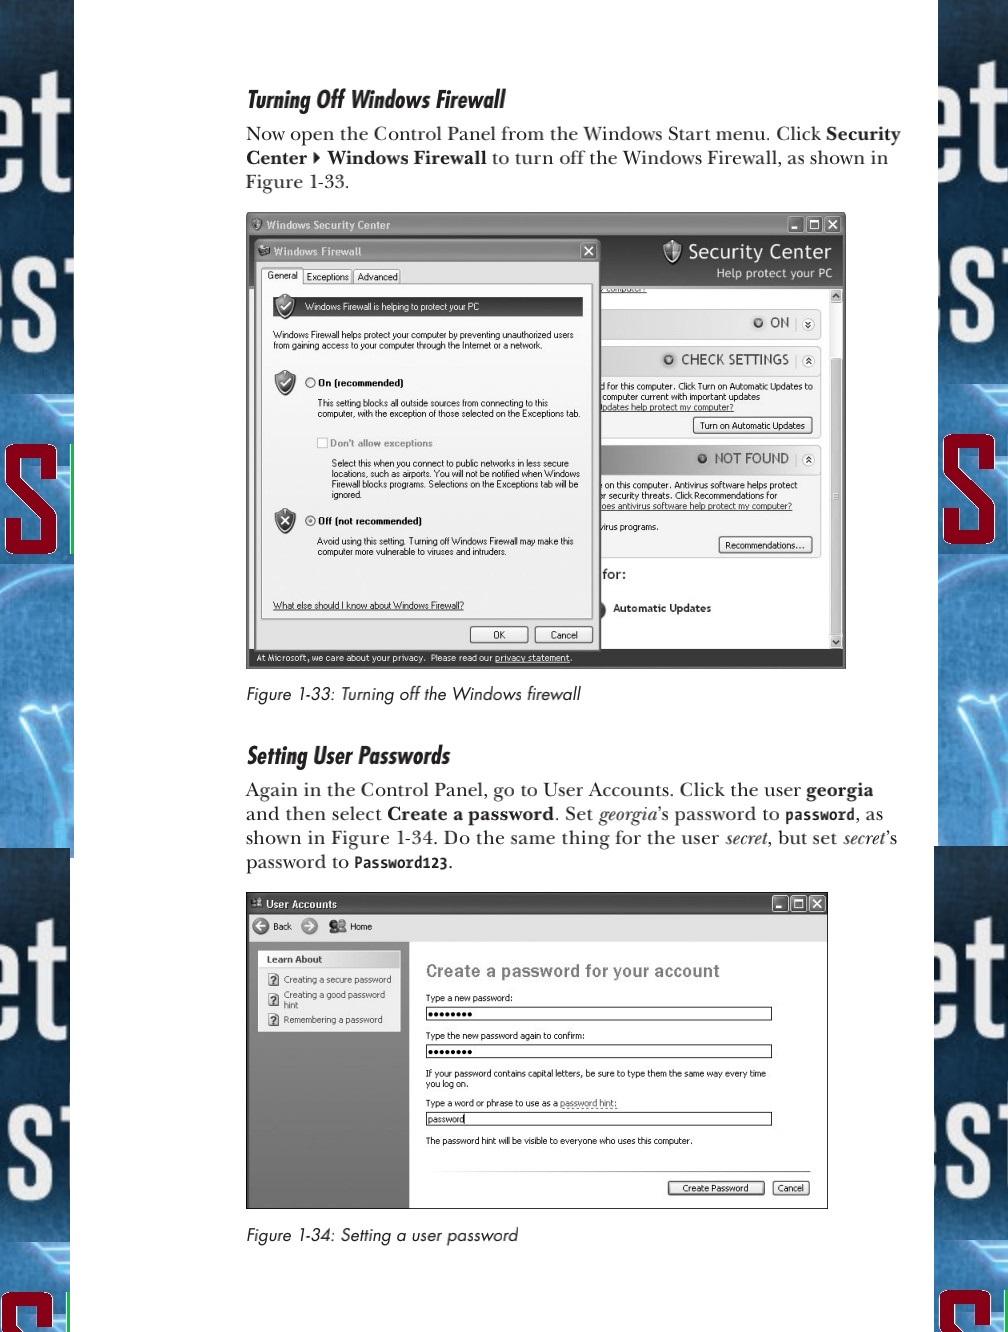 Turning Off Windows Firewall
Now open the Control Panel from the Windows Start menu. Click Security
Center ▸ Windows Firewall to turn off the Windows Firewall, as shown in
Figure 1-33.
Windows Security Center
Windows Firewall
General Exceptions Advanced
Windows Firewall is helping to protect your PC
Windows Firewall helps protect your computer by preventing unauthorized users
from gaining access to your computer through the Internet or a network.
On (recommended)
This setting blocks all outside sources from connecting to this
computer, with the exception of those selected on the Exceptions tab.
Don't allow exceptions
Select this when you connect to public networks in less secure
locations, such as airports. You will not be notified when Windows
Firewall blocks programs. Selections on the Exceptions tab will be
ignored.
Off (not recommended)
Avoid using this setting. Turning off Windows Firewall may make this
computer more vulnerable to viruses and intruders.
What else should I know about Windows Firewall?
OK Cancel
Security Center
Help protect your PC
computer?
ON
CHECK SETTINGS
d for this computer. Click Turn on Automatic Updates to
computer current with important updates
pdates help protect my computer?
Turn on Automatic Updates
NOT FOUND
on this computer. Antivirus software helps protect
r security threats. Click Recommendations for
oes antivirus software help protect my computer?
virus programs.
Recommendations...
for:
Automatic Updates
At Microsoft, we care about your privacy. Please read our privacy statement.
Figure 1-33: Turning off the Windows firewall
Setting User Passwords
Again in the Control Panel, go to User Accounts. Click the user georgia
and then select Create a password. Set georgia's password to password, as
shown in Figure 1-34. Do the same thing for the user secret, but set secret's
password to Password123.
User Accounts
Back Home
Learn About
Creating a secure password
Creating a good password
hint
Remembering a password
Create a password for your account
Type a new password:
••••••••
Type the new password again to confirm:
••••••••
If your password contains capital letters, be sure to type them the same way every time
you log on.
Type a word or phrase to use as a password hint:
password
The password hint will be visible to everyone who uses this computer.
Create Password Cancel
Figure 1-34: Setting a user password
et
S
et
S
et
ST
S
et
ST
S